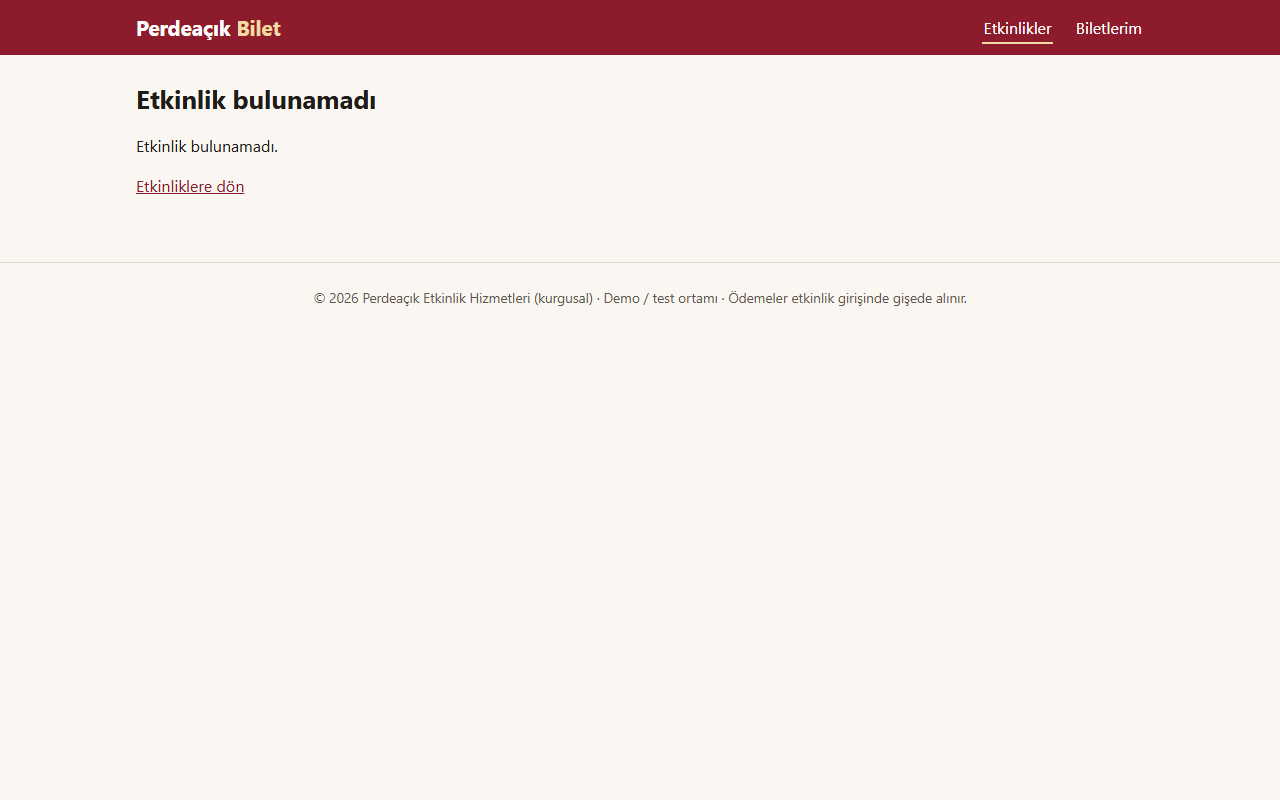 Perdeaçık Bilet
Etkinlikler
Biletlerim
Etkinlik bulunamadı
Etkinlik bulunamadı.
Etkinliklere dön
© 2026 Perdeaçık Etkinlik Hizmetleri (kurgusal) · Demo / test ortamı · Ödemeler etkinlik girişinde gişede alınır.